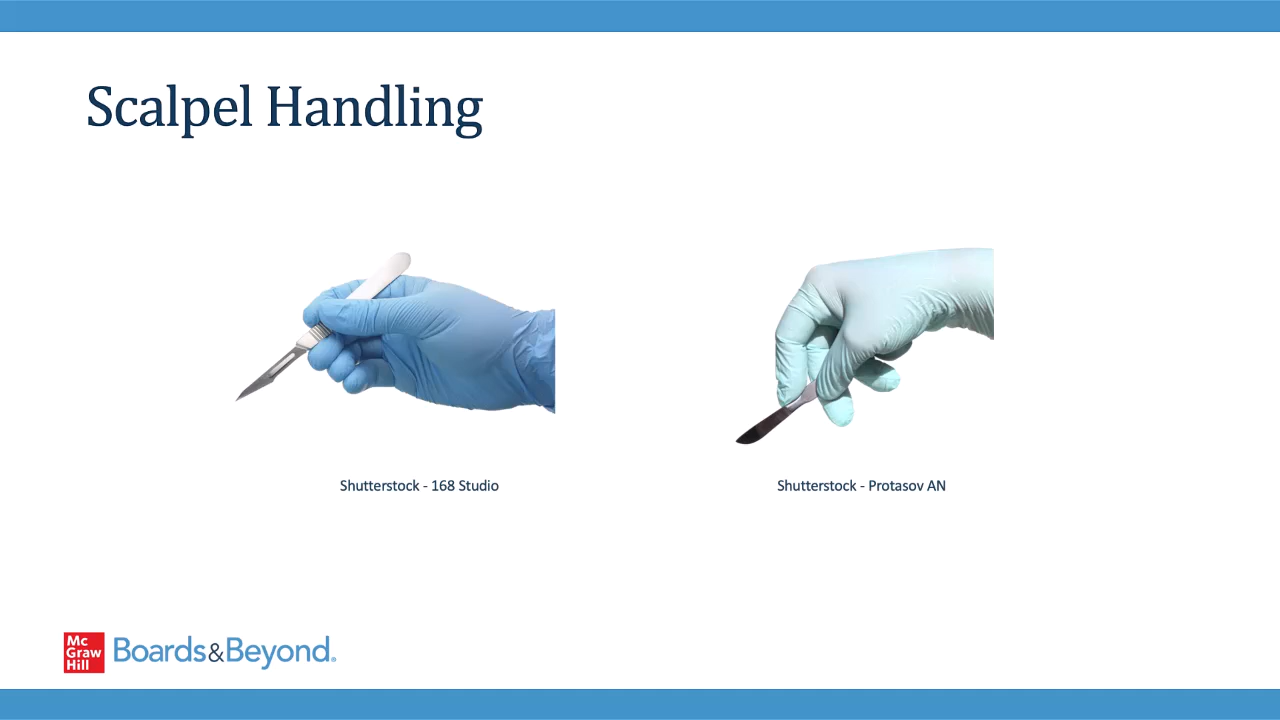 Scalpel Handling
Shutterstock - 168 Studio
Shutterstock - Protasov AN
Mc
Graw
Hill
Boards&Beyond®